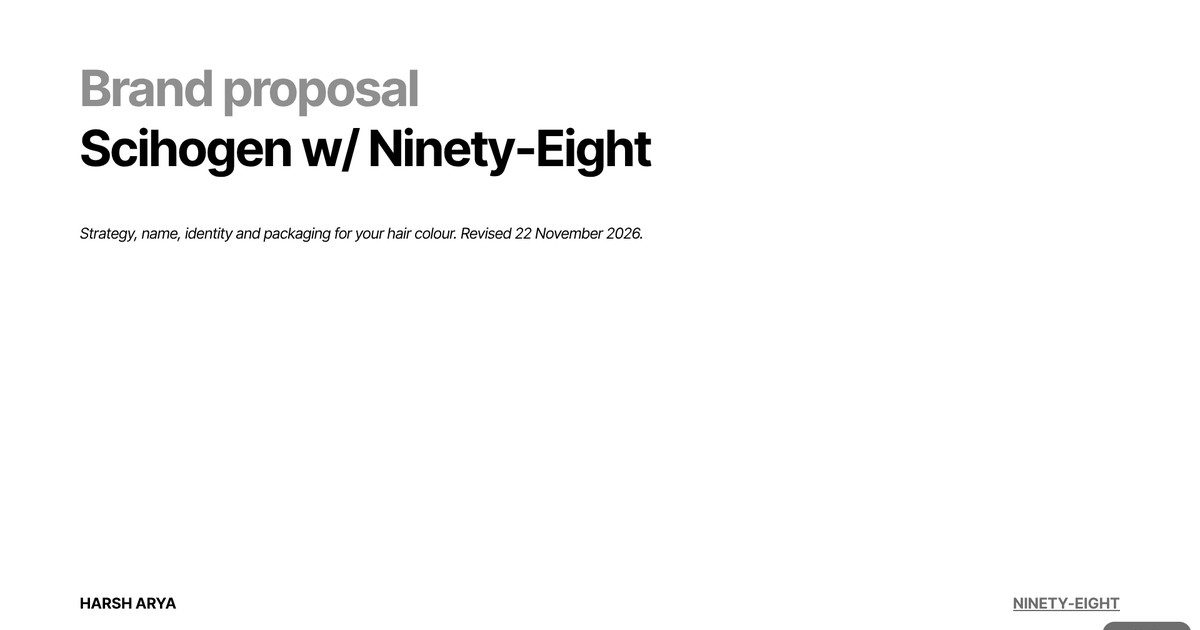 Brand proposal
Scihogen w/ Ninety-Eight
Strategy, name, identity and packaging for your hair colour. Revised 22 November 2026.
HARSH ARYA
NINETY-EIGHT